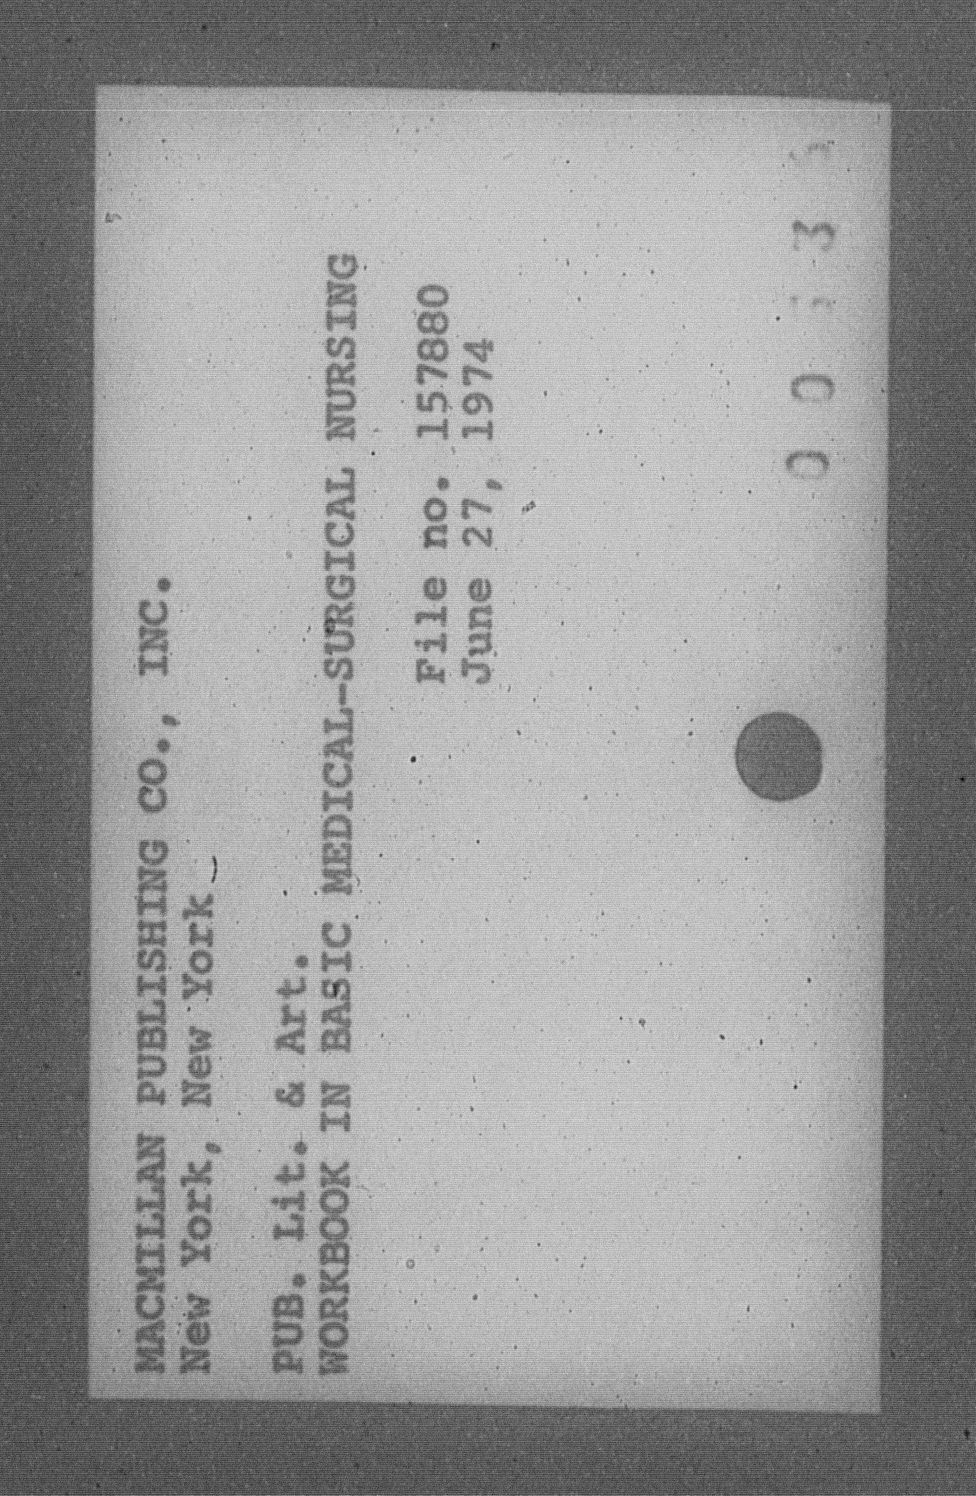 MACMILLAN PUBLISHING CO., INC.
New York, New York
PUB. Lit. & Art.
WORKBOOK IN BASIC MEDICAL-SURGICAL NURSING
File no. 157880
June 27, 1974